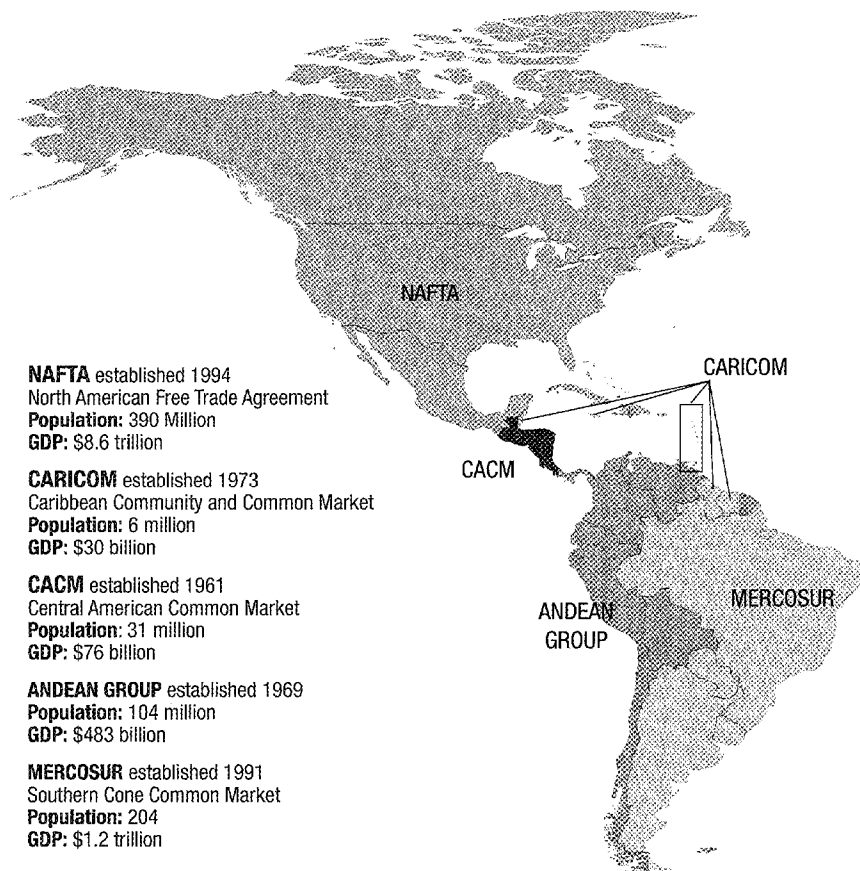 NAFTA
CARICOM
CACM
ANDEAN
GROUP
MERCOSUR
NAFTA established 1994
North American Free Trade Agreement
Population: 390 Million
GDP: $8.6 trillion
CARICOM established 1973
Caribbean Community and Common Market
Population: 6 million
GDP: $30 billion
CACM established 1961
Central American Common Market
Population: 31 million
GDP: $76 billion
ANDEAN GROUP established 1969
Population: 104 million
GDP: $483 billion
MERCOSUR established 1991
Southern Cone Common Market
Population: 204
GDP: $1.2 trillion